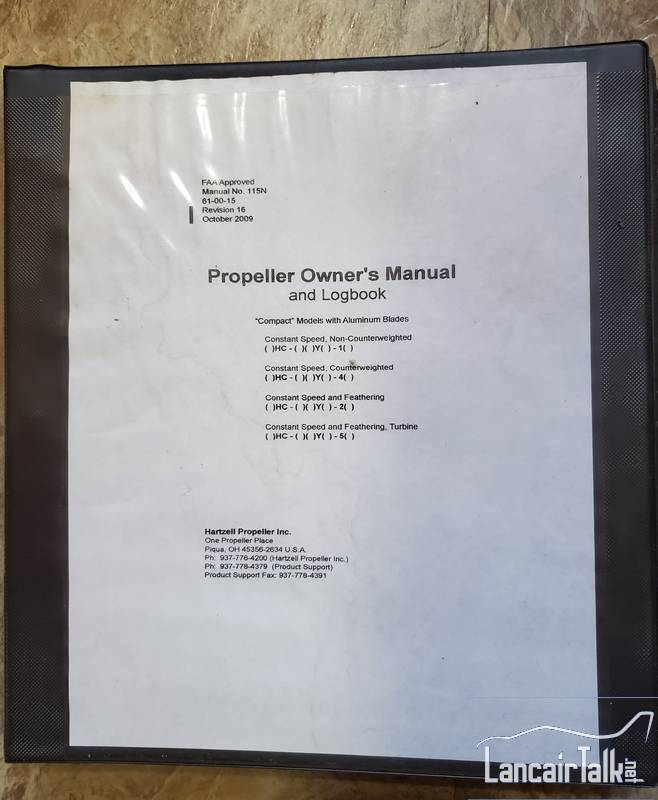 FAA Approved
Manual No. 115N
61-00-15
Revision 16
October 2009
Propeller Owner's Manual
and Logbook
"Compact" Models with Aluminum Blades
Constant Speed, Non-Counterweighted
( )HC - ( )( )Y( ) - 1( )
Constant Speed, Counterweighted
( )HC - ( )( )Y( ) - 4( )
Constant Speed and Feathering
( )HC - ( )( )Y( ) - 2( )
Constant Speed and Feathering, Turbine
( )HC - ( )( )Y( ) - 5( )
Hartzell Propeller Inc.
One Propeller Place
Piqua, OH 45356-2634 U.S.A.
Ph: 937-778-4200 (Hartzell Propeller Inc.)
Ph: 937-778-4379 (Product Support)
Product Support Fax: 937-778-4391
LancairTalk.net